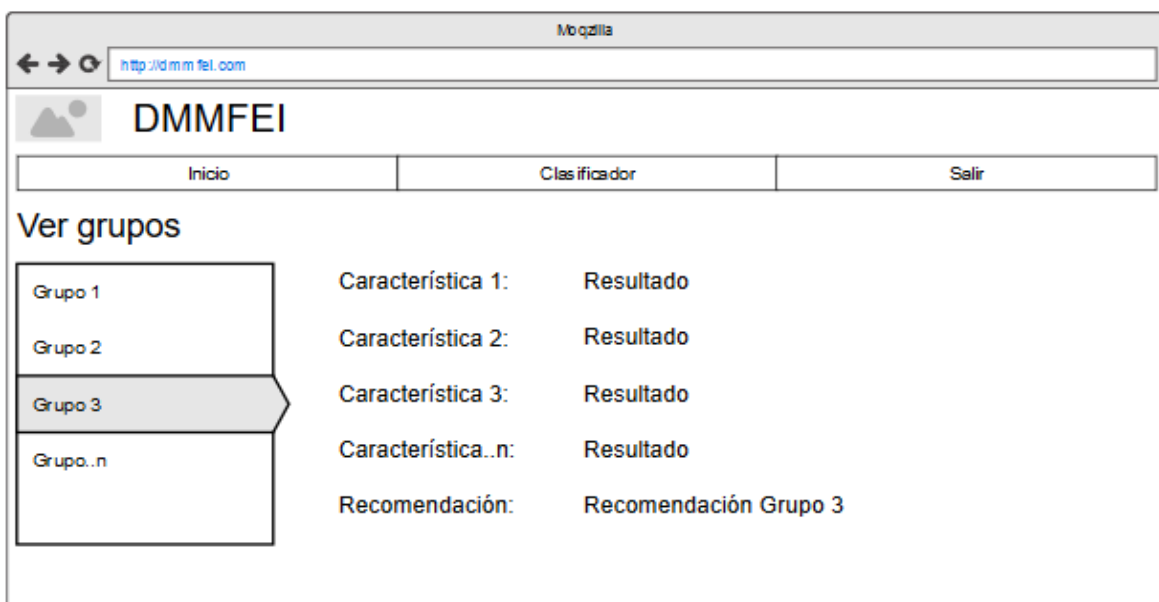 Moqzilla
http://dmmfei.com
DMMFEI
Inicio Clasificador Salir
Ver grupos
Grupo 1
Grupo 2
Grupo 3
Grupo..n
Característica 1: Resultado
Característica 2: Resultado
Característica 3: Resultado
Característica..n: Resultado
Recomendación: Recomendación Grupo 3